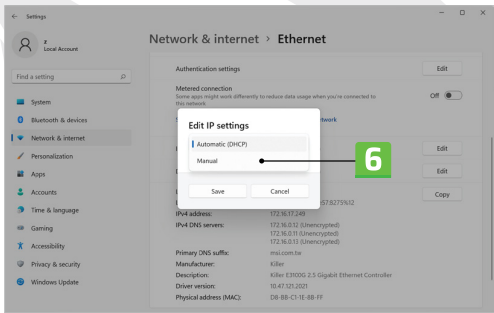 Settings
z
Local Account
Find a setting
System
Bluetooth & devices
Network & internet
Personalization
Apps
Accounts
Time & language
Gaming
Accessibility
Privacy & security
Windows Update
Network & internet › Ethernet
Authentication settings
Edit
Metered connection
Some apps might work differently to reduce data usage when you're connected to
this network
Off
Edit IP settings
Automatic (DHCP)
Manual
6
Save
Cancel
Edit
Edit
Copy
IPv4 address: 172.16.17.249
IPv4 DNS servers: 172.16.0.12 (Unencrypted)
172.16.0.11 (Unencrypted)
172.16.0.13 (Unencrypted)
Primary DNS suffix: msi.com.tw
Manufacturer: Killer
Description: Killer E3100G 2.5 Gigabit Ethernet Controller
Driver version: 10.47.121.2021
Physical address (MAC): D8-BB-C1-1E-8B-FF